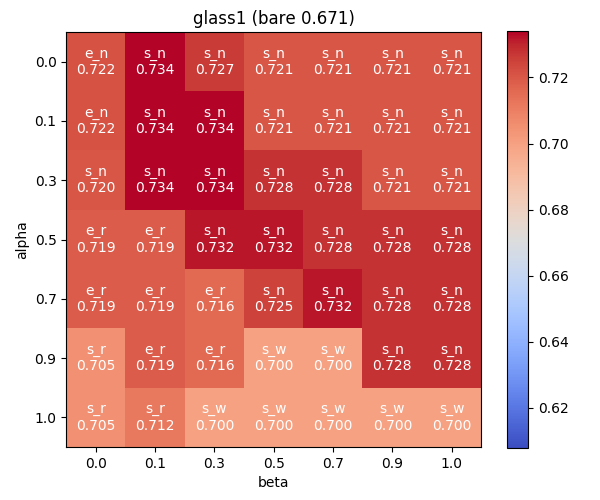 glass1 (bare 0.671)
0.0 e_n s_n s_n s_n s_n s_n s_n
0.722 0.734 0.727 0.721 0.721 0.721 0.721
0.1 e_n s_n s_n s_n s_n s_n s_n
0.722 0.734 0.734 0.721 0.721 0.721 0.721
0.3 s_n s_n s_n s_n s_n s_n s_n
0.720 0.734 0.734 0.728 0.728 0.721 0.721
0.5 e_r e_r s_n s_n s_n s_n s_n
0.719 0.719 0.732 0.732 0.728 0.728 0.728
0.7 e_r e_r e_r s_n s_n s_n s_n
0.719 0.719 0.716 0.725 0.732 0.728 0.728
0.9 s_r e_r e_r s_w s_w s_n s_n
0.705 0.719 0.716 0.700 0.700 0.728 0.728
1.0 s_r s_r s_w s_w s_w s_w s_w
0.705 0.712 0.700 0.700 0.700 0.700 0.700
alpha
0.0 0.1 0.3 0.5 0.7 0.9 1.0
beta
0.72
0.70
0.68
0.66
0.64
0.62